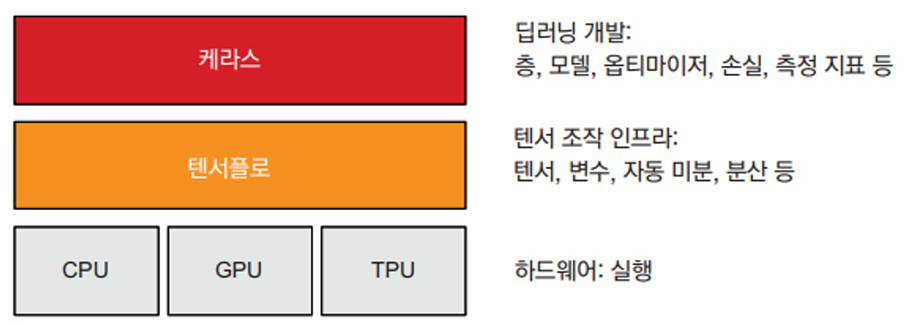 케라스
딥러닝 개발:
층, 모델, 옵티마이저, 손실, 측정 지표 등
텐서플로
텐서 조작 인프라:
텐서, 변수, 자동 미분, 분산 등
CPU
GPU
TPU
하드웨어: 실행